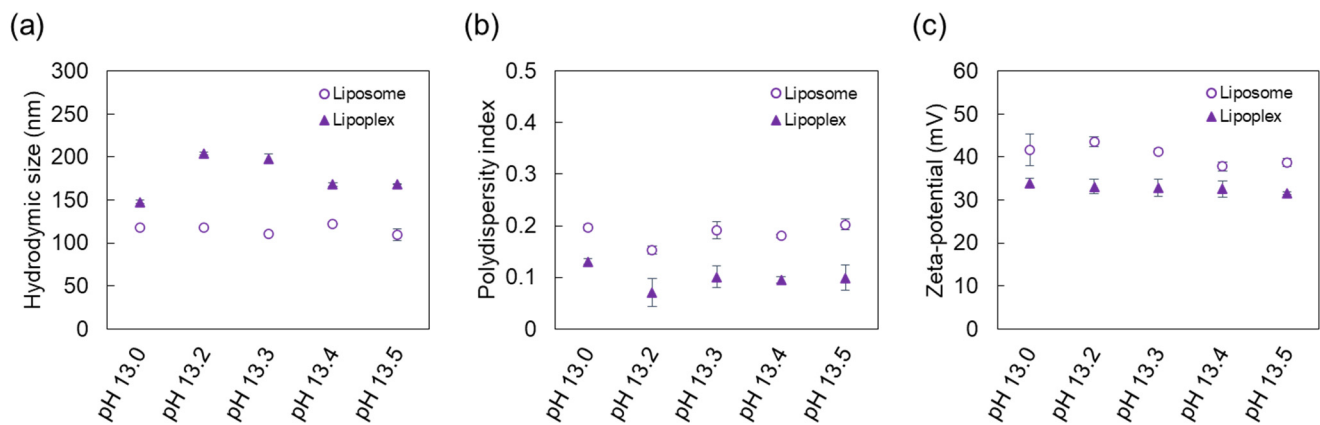 (a)
Hydrodymic size (nm)
300
250
200
150
100
50
0
Liposome
Lipoplex
pH 13.0
pH 13.2
pH 13.3
pH 13.4
pH 13.5
(b)
Polydispersity index
0.5
0.4
0.3
0.2
0.1
0
Liposome
Lipoplex
pH 13.0
pH 13.2
pH 13.3
pH 13.4
pH 13.5
(c)
Zeta-potential (mV)
60
50
40
30
20
10
0
Liposome
Lipoplex
pH 13.0
pH 13.2
pH 13.3
pH 13.4
pH 13.5